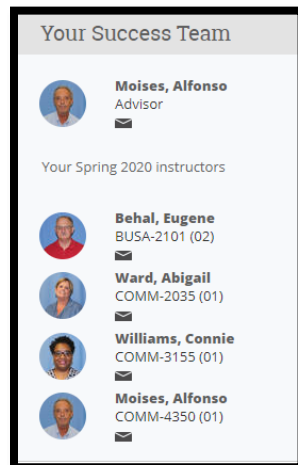 Your Success Team
Moises, Alfonso
Advisor
Your Spring 2020 instructors
Behal, Eugene
BUSA-2101 (02)
Ward, Abigail
COMM-2035 (01)
Williams, Connie
COMM-3155 (01)
Moises, Alfonso
COMM-4350 (01)